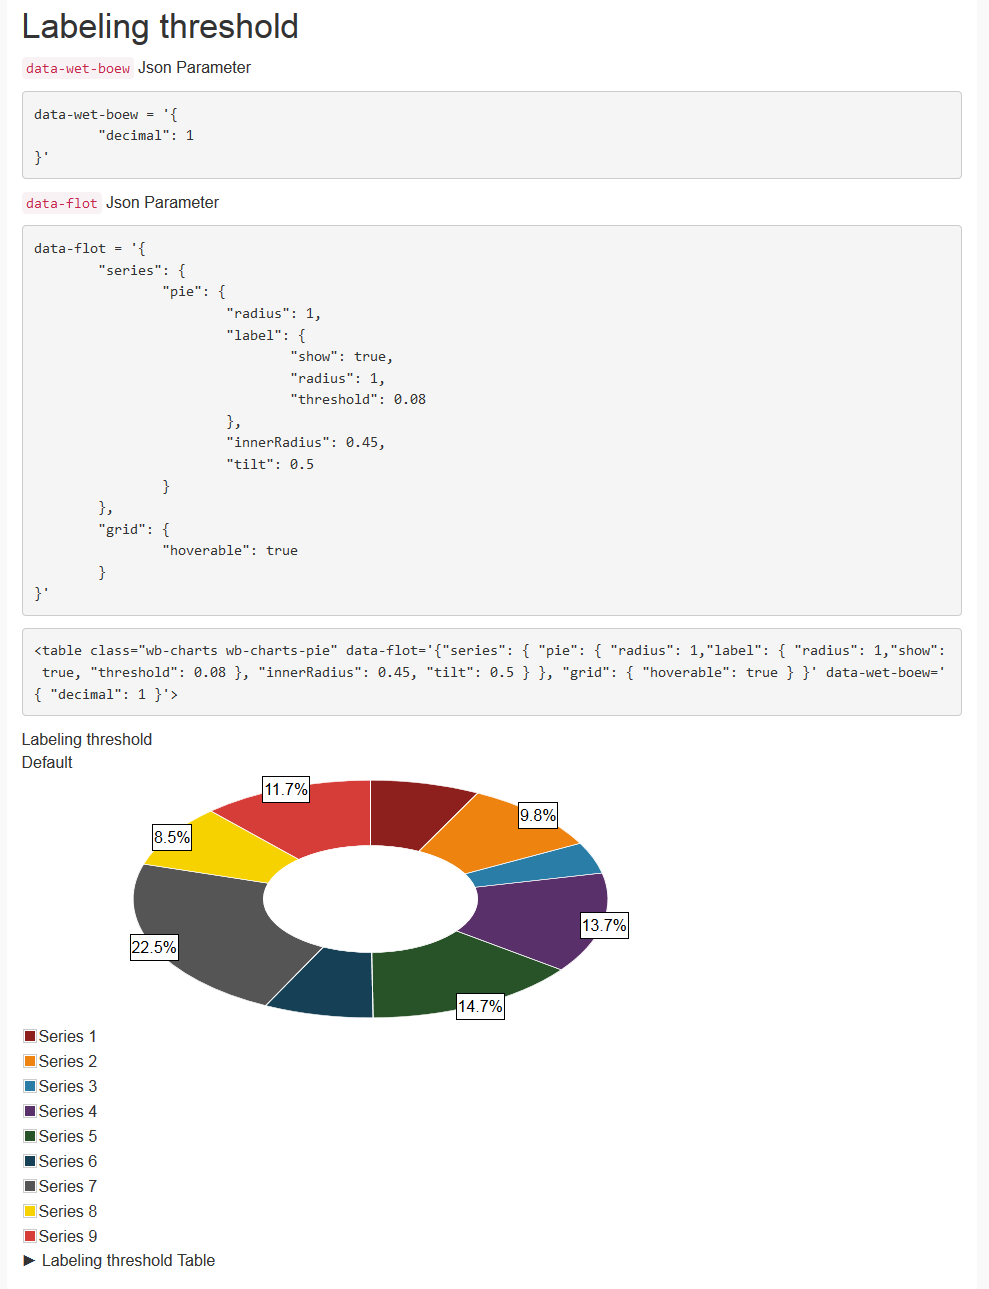 Labeling threshold
data-wet-boew Json Parameter
data-wet-boew = '{
"decimal": 1
}'
data-flot Json Parameter
data-flot = '{
"series": {
"pie": {
"radius": 1,
"label": {
"show": true,
"radius": 1,
"threshold": 0.08
},
"innerRadius": 0.45,
"tilt": 0.5
}
},
"grid": {
"hoverable": true
}
}'
<table class="wb-charts wb-charts-pie" data-flot='{"series": { "pie": { "radius": 1,"label": { "radius": 1,"show":
true, "threshold": 0.08 }, "innerRadius": 0.45, "tilt": 0.5 } }, "grid": { "hoverable": true } }' data-wet-boew='
{ "decimal": 1 }'>
Labeling threshold
Default
11.7%
9.8%
8.5%
13.7%
22.5%
14.7%
Series 1
Series 2
Series 3
Series 4
Series 5
Series 6
Series 7
Series 8
Series 9
Labeling threshold Table